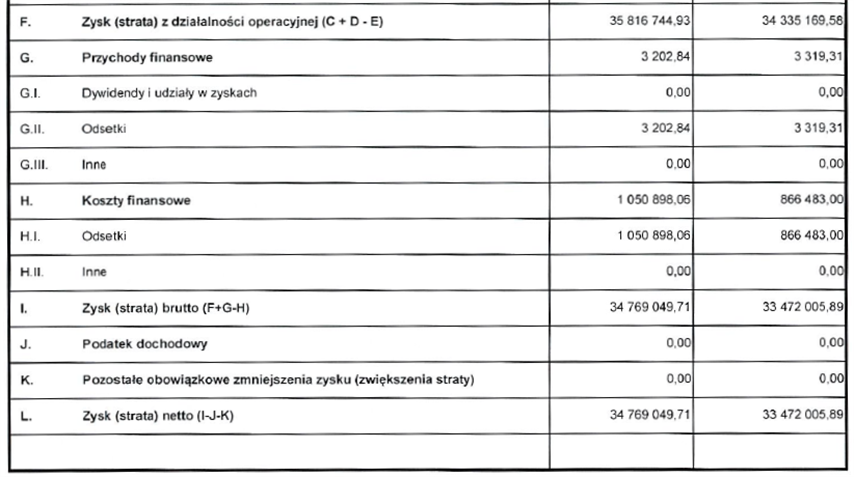 F. Zysk (strata) z działalności operacyjnej (C + D - E) 35 816 744,93 34 335 169,58
G. Przychody finansowe 3 202,84 3 319,31
G.I. Dywidendy i udziały w zyskach 0,00 0,00
G.II. Odsetki 3 202,84 3 319,31
G.III. Inne 0,00 0,00
H. Koszty finansowe 1 050 898,06 866 483,00
H.I. Odsetki 1 050 898,06 866 483,00
H.II. Inne 0,00 0,00
I. Zysk (strata) brutto (F+G-H) 34 769 049,71 33 472 005,89
J. Podatek dochodowy 0,00 0,00
K. Pozostałe obowiązkowe zmniejszenia zysku (zwiększenia straty) 0,00 0,00
L. Zysk (strata) netto (I-J-K) 34 769 049,71 33 472 005,89